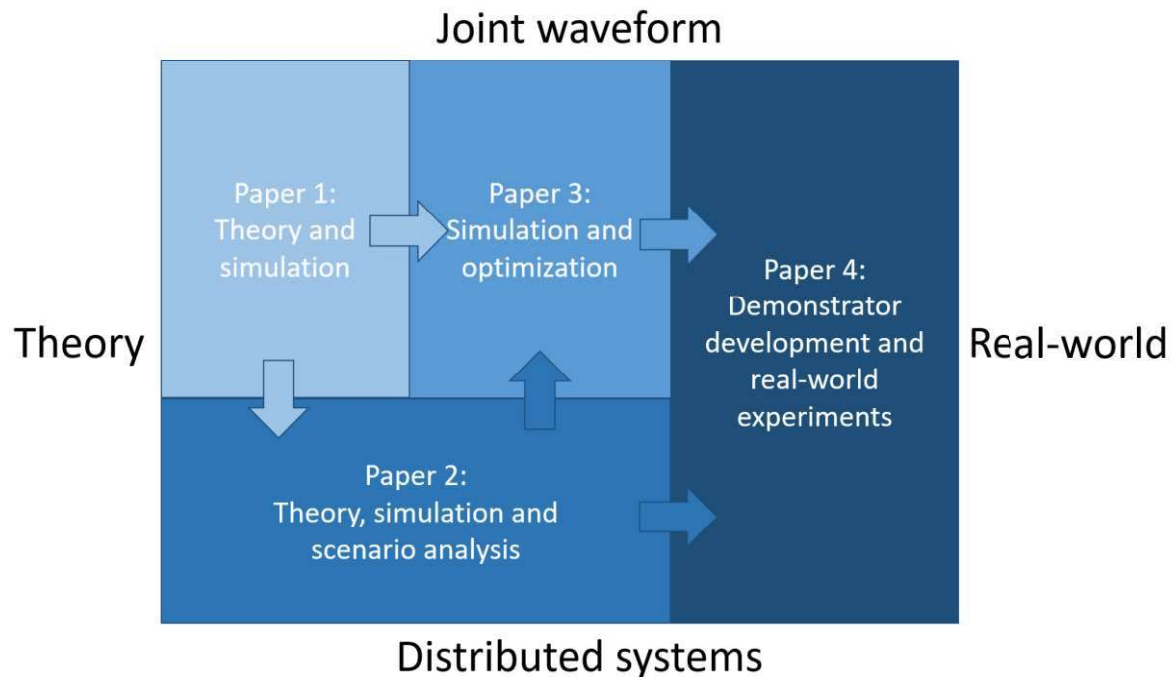 Joint waveform
Paper 1:
Theory and
simulation
Paper 3:
Simulation and
optimization
Paper 4:
Demonstrator
development and
real-world
experiments
Theory
Real-world
Paper 2:
Theory, simulation and
scenario analysis
Distributed systems